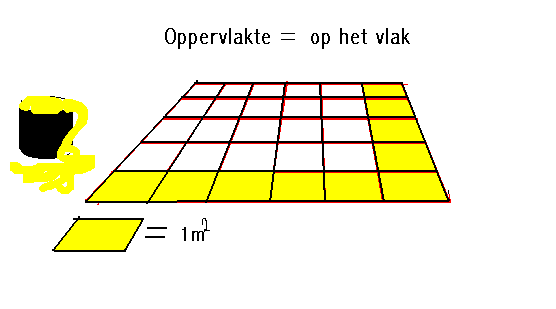 Oppervlakte = op het vlak
= 1m²